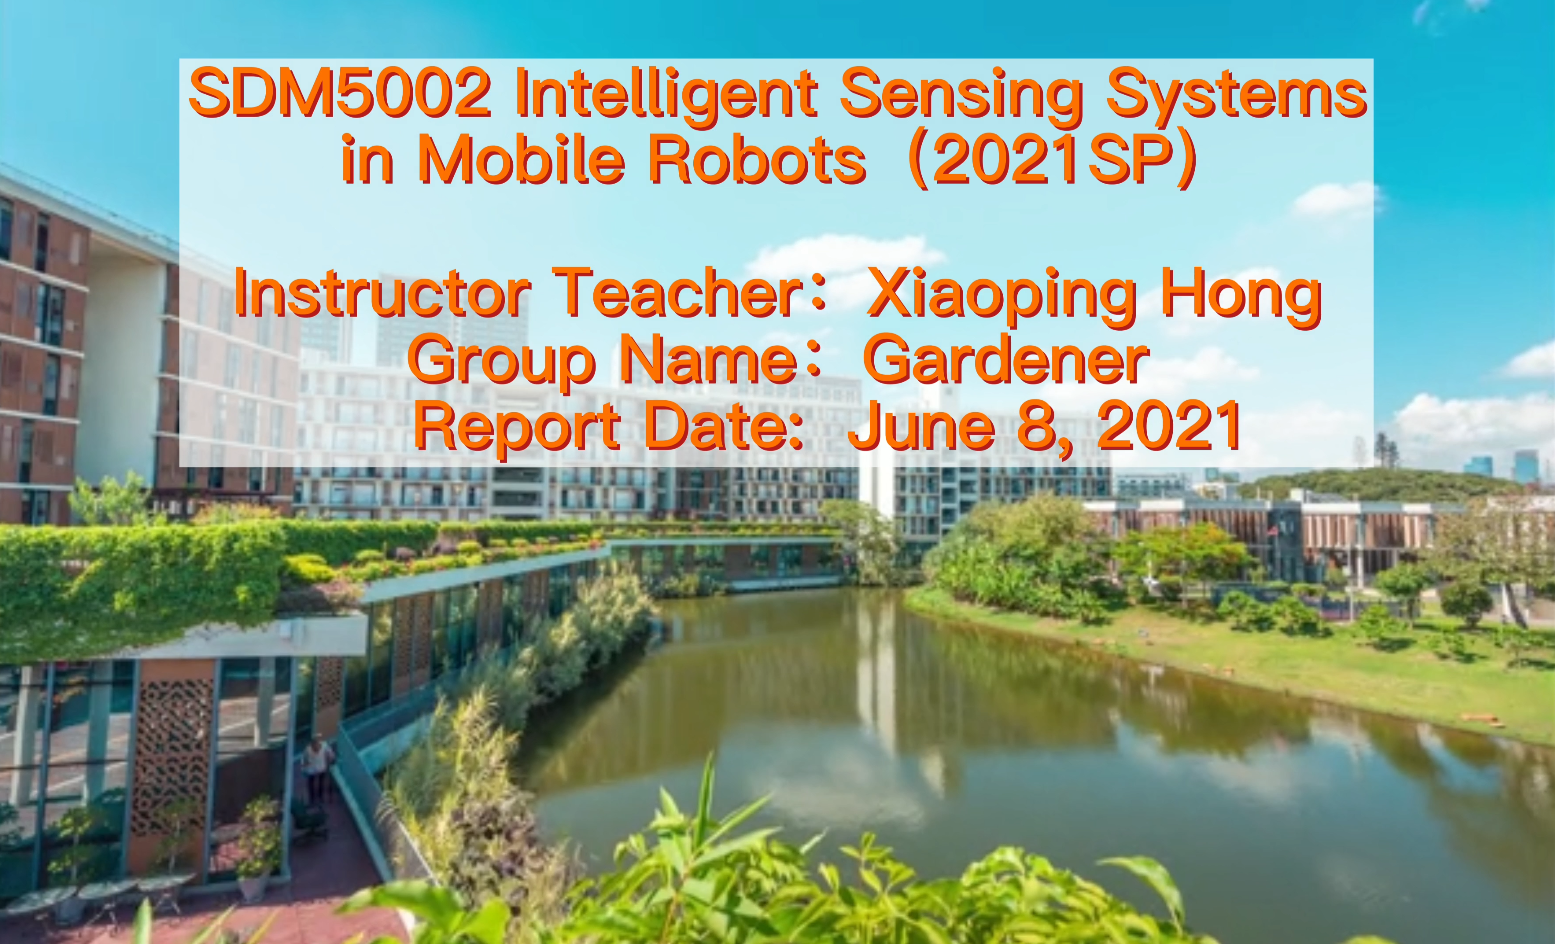 SDM5002 Intelligent Sensing Systems
in Mobile Robots（2021SP）
Instructor Teacher：Xiaoping Hong
Group Name：Gardener
Report Date:  June 8, 2021